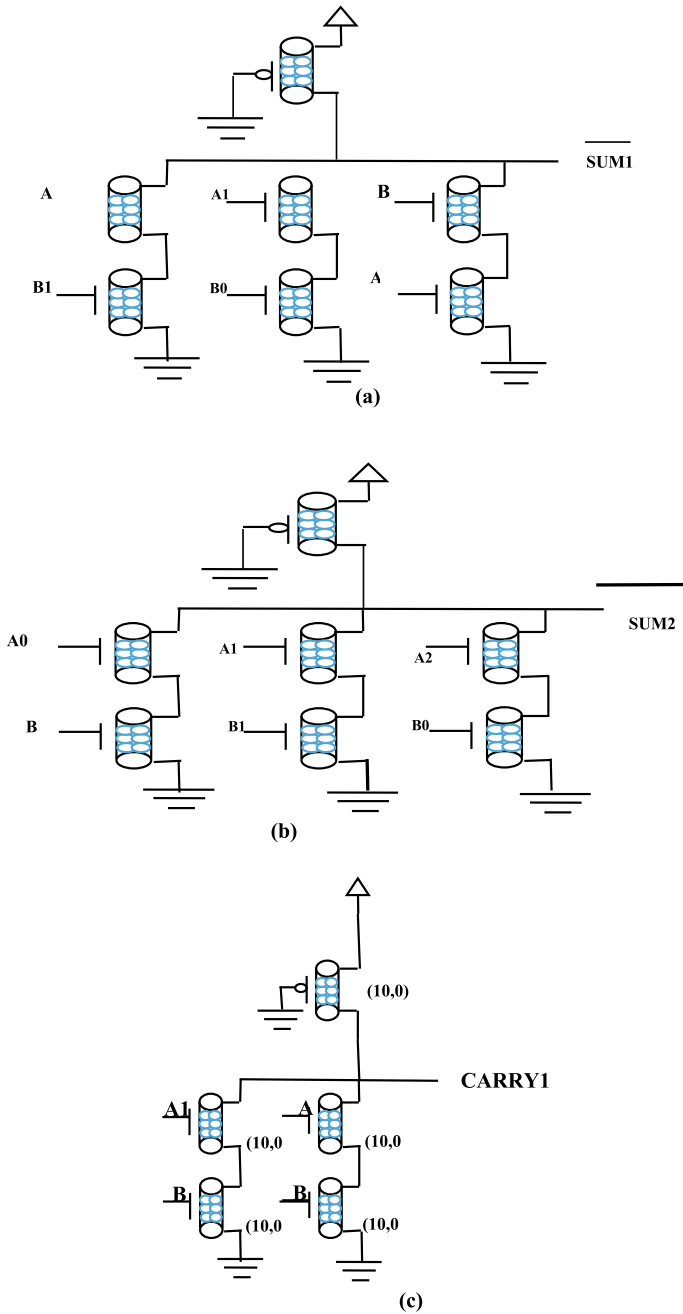 SUM1
A
A1
B
B1
B0
A
(a)
SUM2
A0
A1
A2
B
B1
B0
(b)
(10,0)
CARRY1
A1
A
(10,0
(10,0
B
B
(10,0
(10,0
(c)